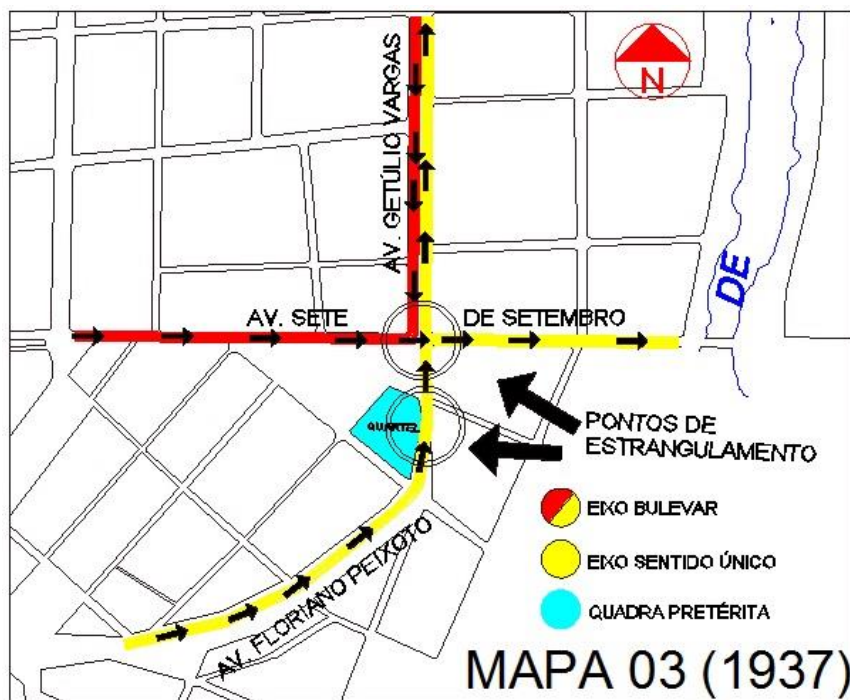 AV. GETÚLIO VARGAS
N
DE
AV. SETE DE SETEMBRO
QUARTEL
PONTOS DE
ESTRANGULAMENTO
EIXO BULEVAR
EIXO SENTIDO ÚNICO
QUADRA PRETÉRITA
AV. FLORIANO PEIXOTO
MAPA 03 (1937)